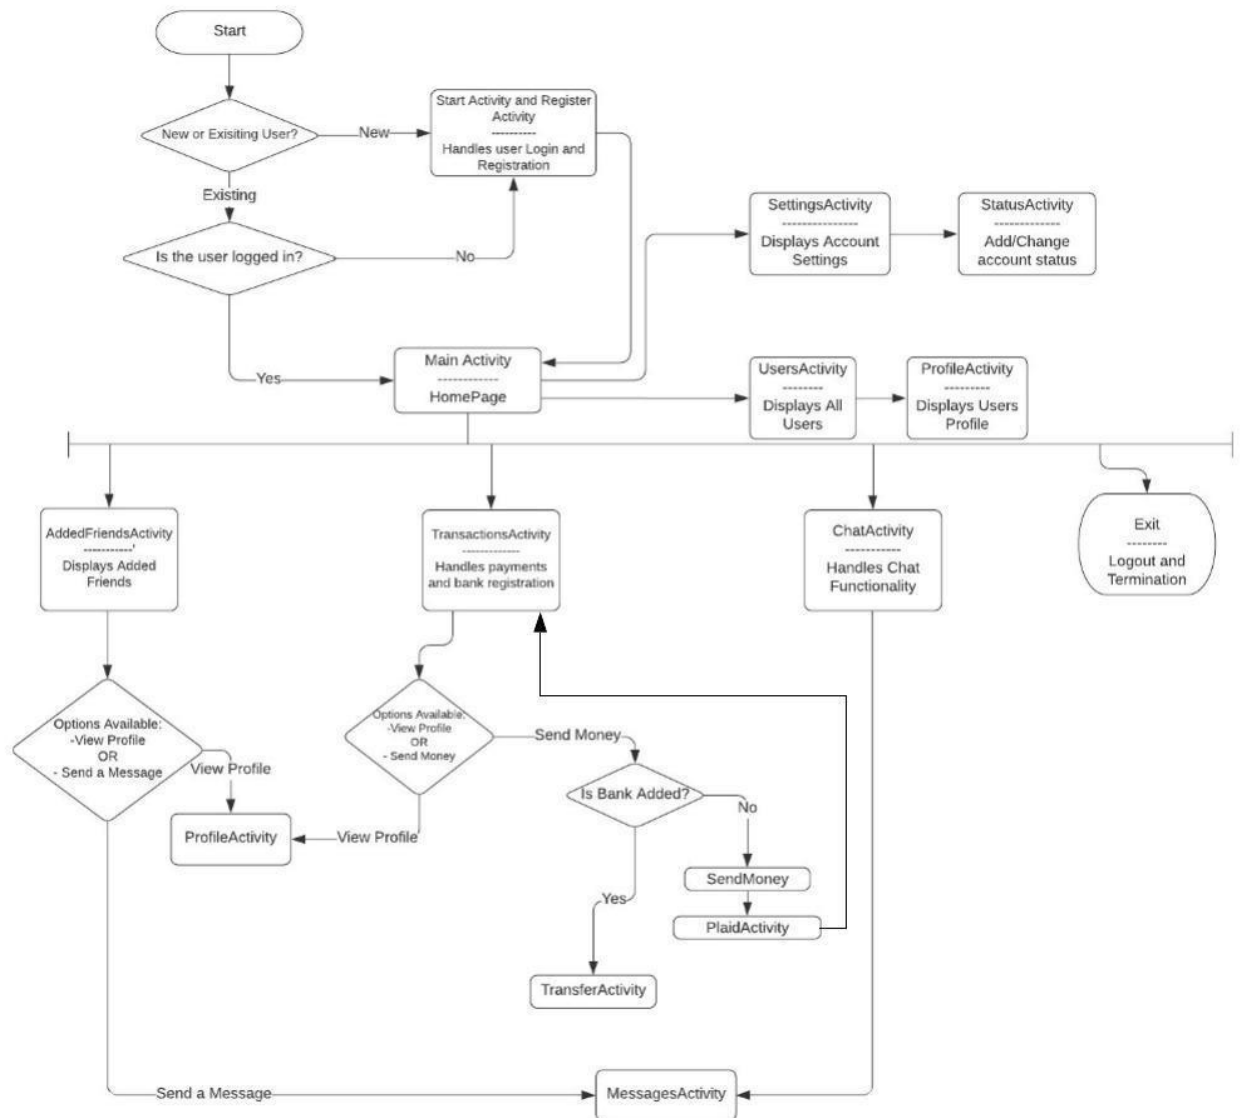 Start
New or Exisiting User?
New
Start Activity and Register
Activity
----------
Handles user Login and
Registration
Existing
Is the user logged in?
No
SettingsActivity
---------------
Displays Account
Settings
StatusActivity
-------------
Add/Change
account status
Yes
Main Activity
------------
HomePage
UsersActivity
--------
Displays All
Users
ProfileActivity
---------
Displays Users
Profile
AddedFriendsActivity
-----------'
Displays Added
Friends
TransactionsActivity
-------------
Handles payments
and bank registration
ChatActivity
-----------
Handles Chat
Functionality
Exit
--------
Logout and
Termination
Options Available:
-View Profile
OR
- Send a Message
View Profile
ProfileActivity
Options Available:
-View Profile
OR
- Send Money
View Profile
Send Money
Is Bank Added?
No
SendMoney
PlaidActivity
Yes
TransferActivity
Send a Message
MessagesActivity